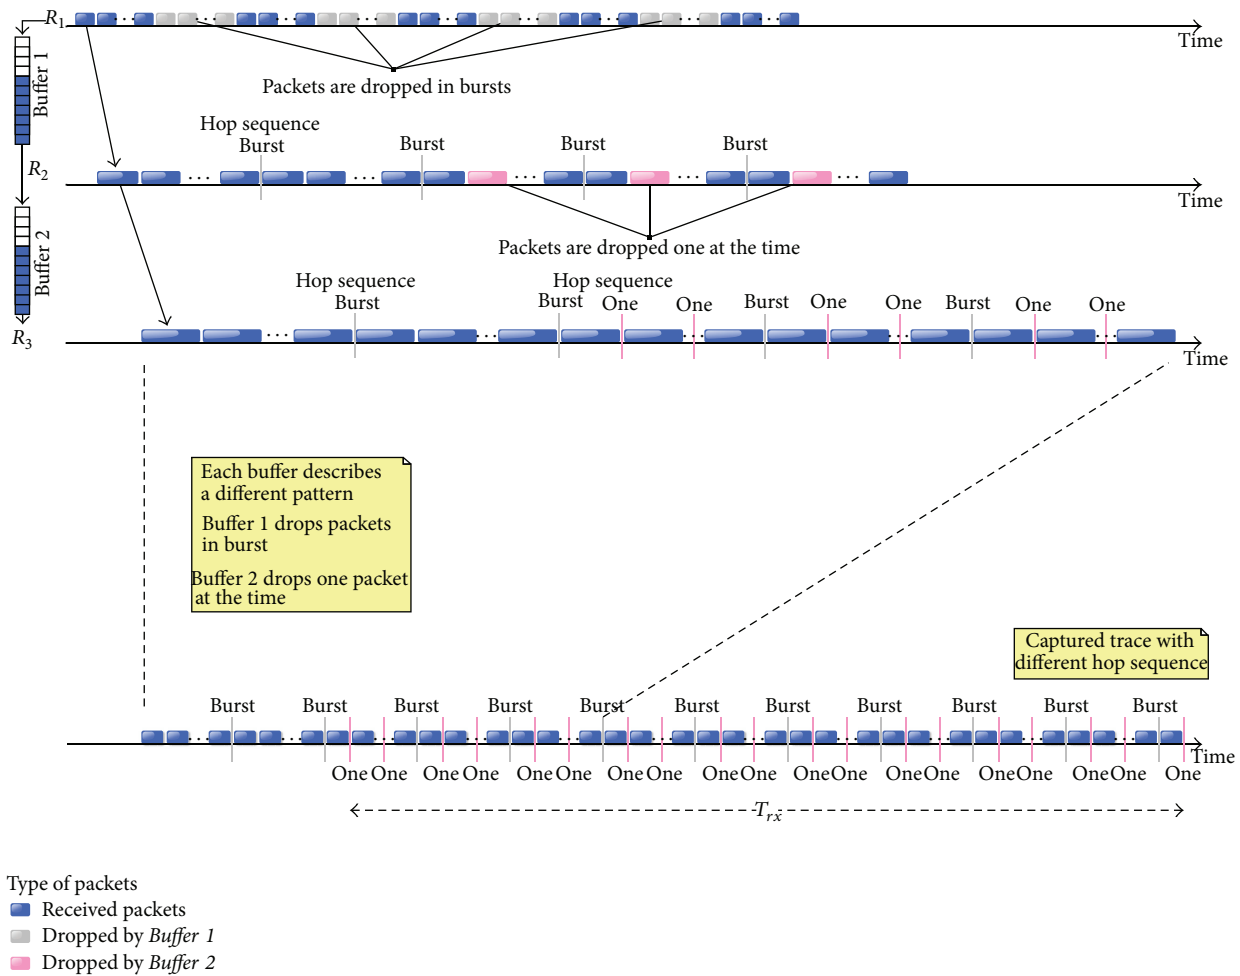 R1
Time
Buffer 1
Packets are dropped in bursts
Hop sequence
Burst Burst Burst Burst
R2
Time
Packets are dropped one at the time
Buffer 2
Hop sequence Hop sequence
Burst Burst One One Burst One One Burst One One
R3
Time
Each buffer describes
a different pattern
Buffer 1 drops packets
in burst
Buffer 2 drops one packet
at the time
Captured trace with
different hop sequence
Burst Burst Burst Burst Burst Burst Burst Burst Burst Burst Burst
Time
One One One One One One One One One One One One One One One One One One One
Trx
Type of packets
Received packets
Dropped by Buffer 1
Dropped by Buffer 2